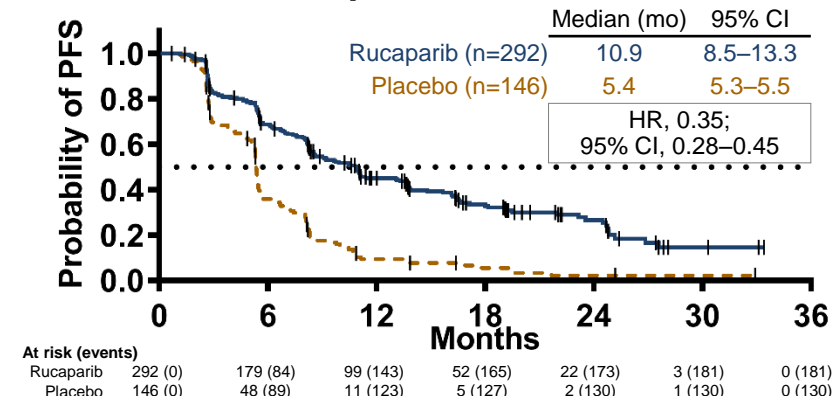 Median (mo) 95% CI
Rucaparib (n=292) 10.9 8.5–13.3
Placebo (n=146) 5.4 5.3–5.5
HR, 0.35;
95% CI, 0.28–0.45
Probability of PFS
1.0
0.8
0.6
0.4
0.2
0.0
0 6 12 18 24 30 36
Months
At risk (events)
Rucaparib 292 (0) 179 (84) 99 (143) 52 (165) 22 (173) 3 (181) 0 (181)
Placebo 146 (0) 48 (89) 11 (123) 5 (127) 2 (130) 1 (130) 0 (130)